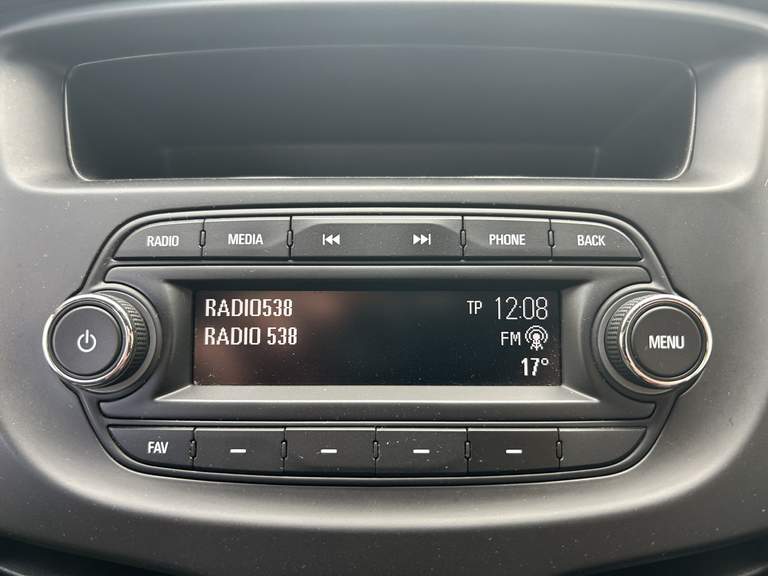 RADIO MEDIA PHONE BACK
RADIO538 TP 12:08
RADIO 538 FM
17°
MENU
FAV